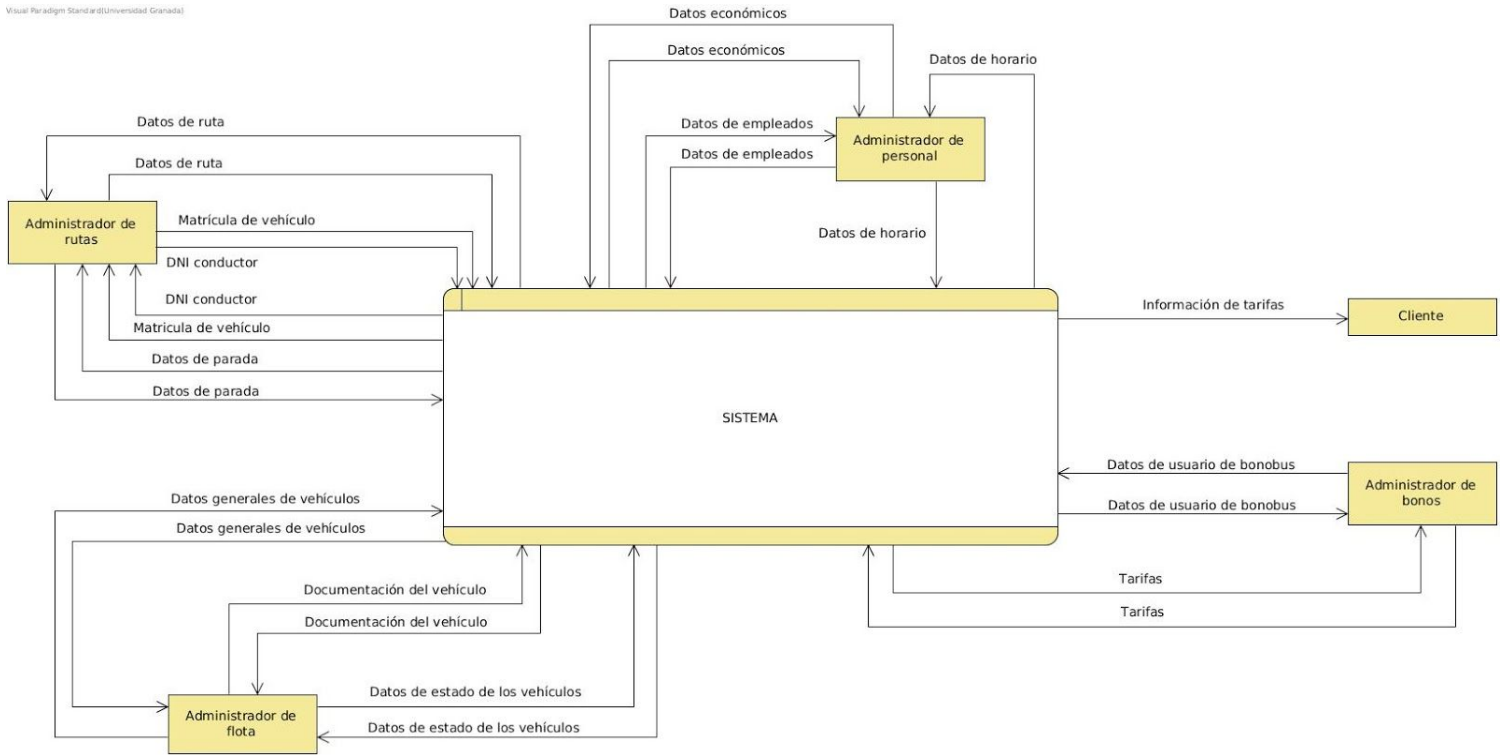 Visual Paradigm Standard(Universidad Granada)
Datos económicos
Datos económicos
Datos de horario
Datos de empleados
Datos de empleados
Administrador de
personal
Datos de horario
Datos de ruta
Datos de ruta
Administrador de
rutas
Matrícula de vehículo
DNI conductor
DNI conductor
Matricula de vehículo
Datos de parada
Datos de parada
Información de tarifas
Cliente
SISTEMA
Datos de usuario de bonobus
Datos de usuario de bonobus
Administrador de
bonos
Tarifas
Tarifas
Datos generales de vehículos
Datos generales de vehículos
Documentación del vehículo
Documentación del vehículo
Datos de estado de los vehículos
Datos de estado de los vehículos
Administrador de
flota